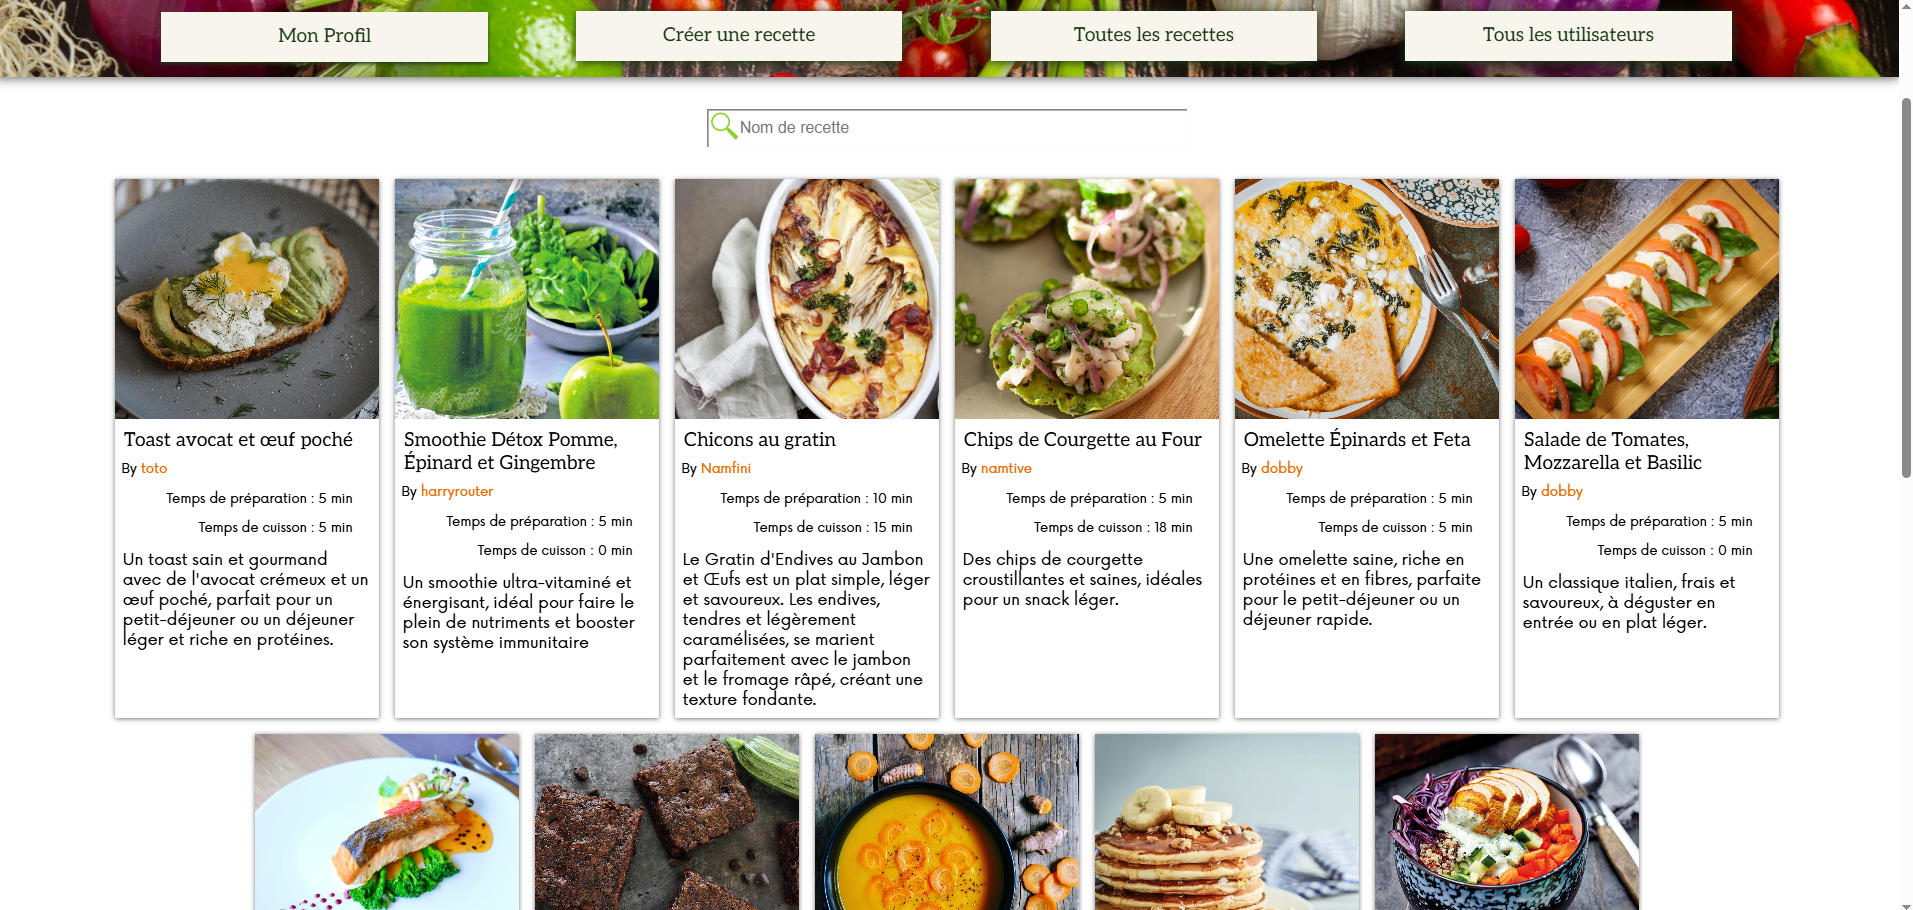 Mon Profil
Créer une recette
Toutes les recettes
Tous les utilisateurs
Nom de recette
Toast avocat et œuf poché
By toto
Temps de préparation : 5 min
Temps de cuisson : 5 min
Un toast sain et gourmand
avec de l'avocat crémeux et un
œuf poché, parfait pour un
petit-déjeuner ou un déjeuner
léger et riche en protéines.
Smoothie Détox Pomme,
Épinard et Gingembre
By harryrouter
Temps de préparation : 5 min
Temps de cuisson : 0 min
Un smoothie ultra-vitaminé et
énergisant, idéal pour faire le
plein de nutriments et booster
son système immunitaire
Chicons au gratin
By Namfini
Temps de préparation : 10 min
Temps de cuisson : 15 min
Le Gratin d'Endives au Jambon
et Œufs est un plat simple, léger
et savoureux. Les endives,
tendres et légèrement
caramélisées, se marient
parfaitement avec le jambon
et le fromage râpé, créant une
texture fondante.
Chips de Courgette au Four
By namtive
Temps de préparation : 5 min
Temps de cuisson : 18 min
Des chips de courgette
croustillantes et saines, idéales
pour un snack léger.
Omelette Épinards et Feta
By dobby
Temps de préparation : 5 min
Temps de cuisson : 5 min
Une omelette saine, riche en
protéines et en fibres, parfaite
pour le petit-déjeuner ou un
déjeuner rapide.
Salade de Tomates,
Mozzarella et Basilic
By dobby
Temps de préparation : 5 min
Temps de cuisson : 0 min
Un classique italien, frais et
savoureux, à déguster en
entrée ou en plat léger.